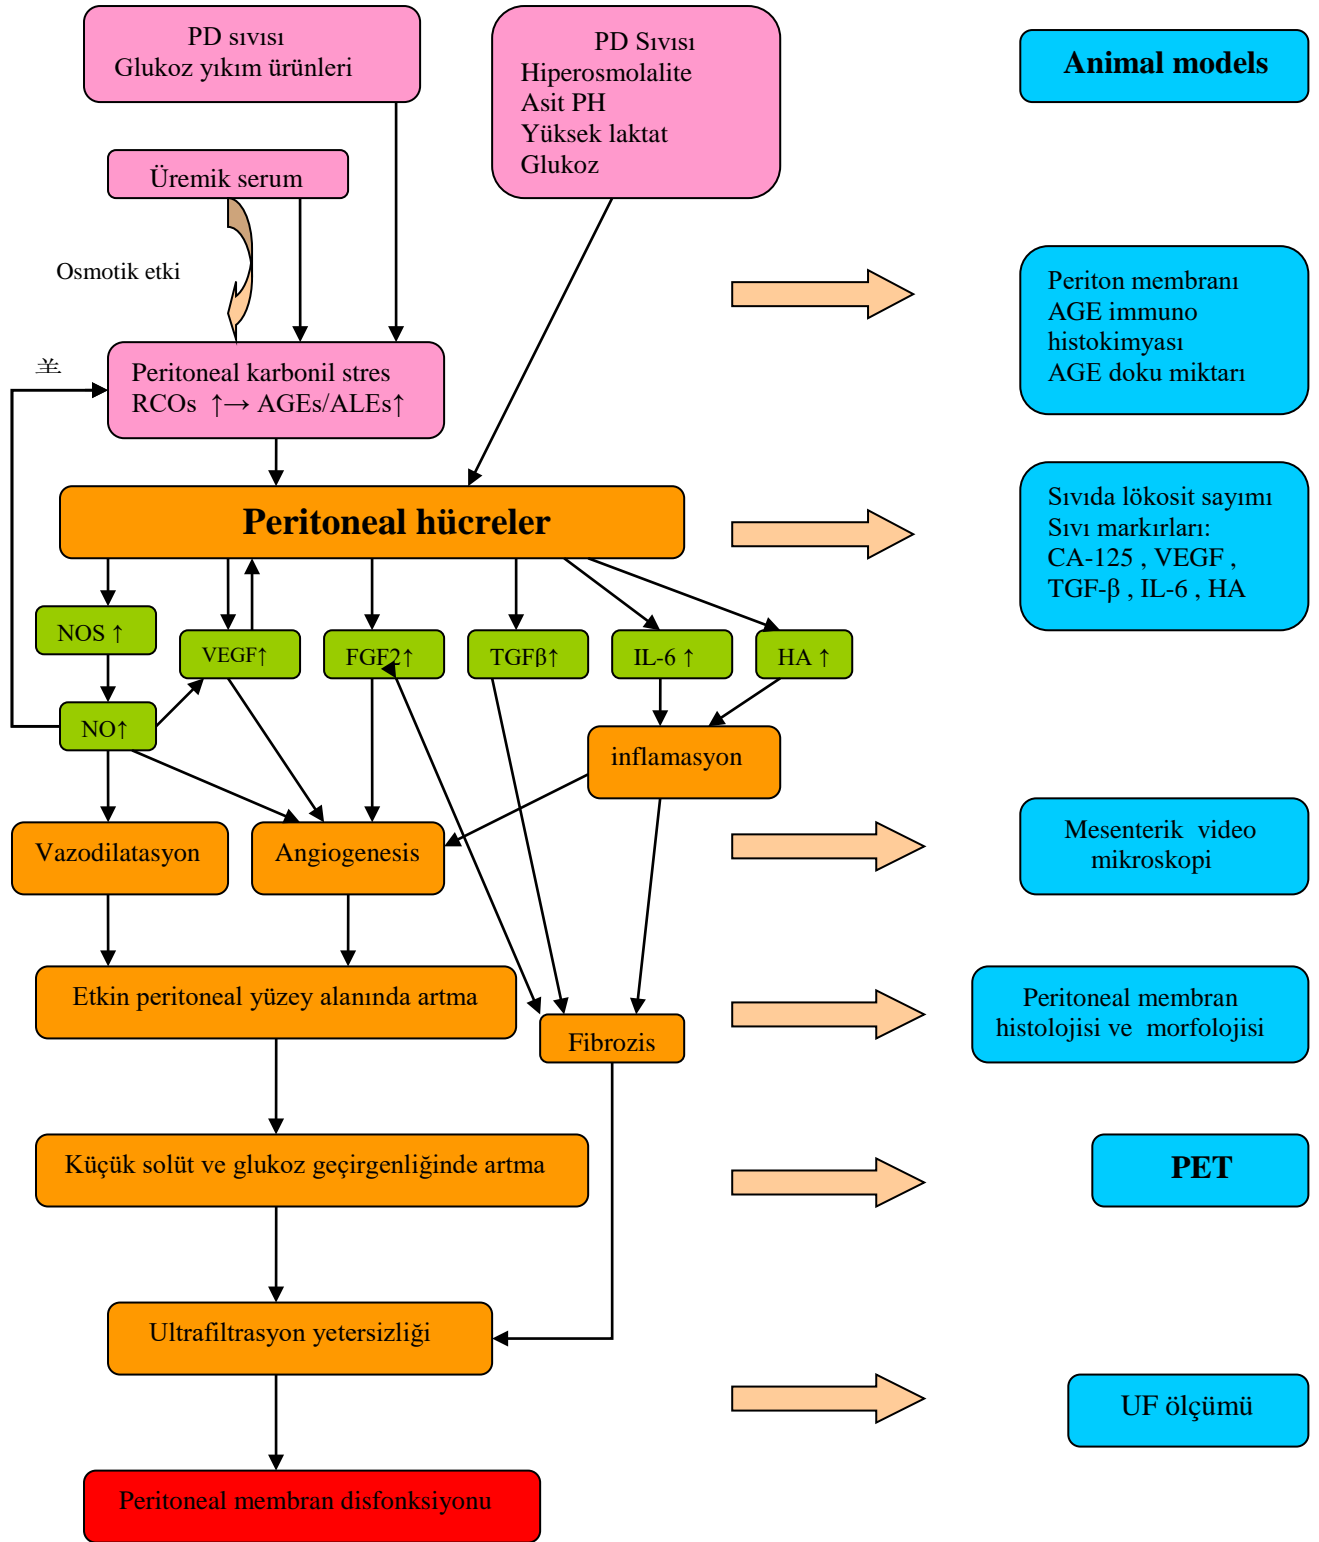 PD sıvısı
Glukoz yıkım ürünleri
PD Sıvısı
Hiperosmolalite
Asit PH
Yüksek laktat
Glukoz
Animal models
Üremik serum
Osmotik etki
Periton membranı
AGE immuno
histokimyası
AGE doku miktarı
Peritoneal karbonil stres
RCOs ↑→ AGEs/ALEs↑
Peritoneal hücreler
Sıvıda lökosit sayımı
Sıvı markırları:
CA-125 , VEGF ,
TGF-β , IL-6 , HA
NOS ↑
VEGF↑
FGF2↑
TGFβ↑
IL-6 ↑
HA ↑
NO↑
inflamasyon
Vazodilatasyon
Angiogenesis
Mesenterik video
mikroskopi
Etkin peritoneal yüzey alanında artma
Fibrozis
Peritoneal membran
histolojisi ve morfolojisi
Küçük solüt ve glukoz geçirgenliğinde artma
PET
Ultrafiltrasyon yetersizliği
UF ölçümü
Peritoneal membran disfonksiyonu